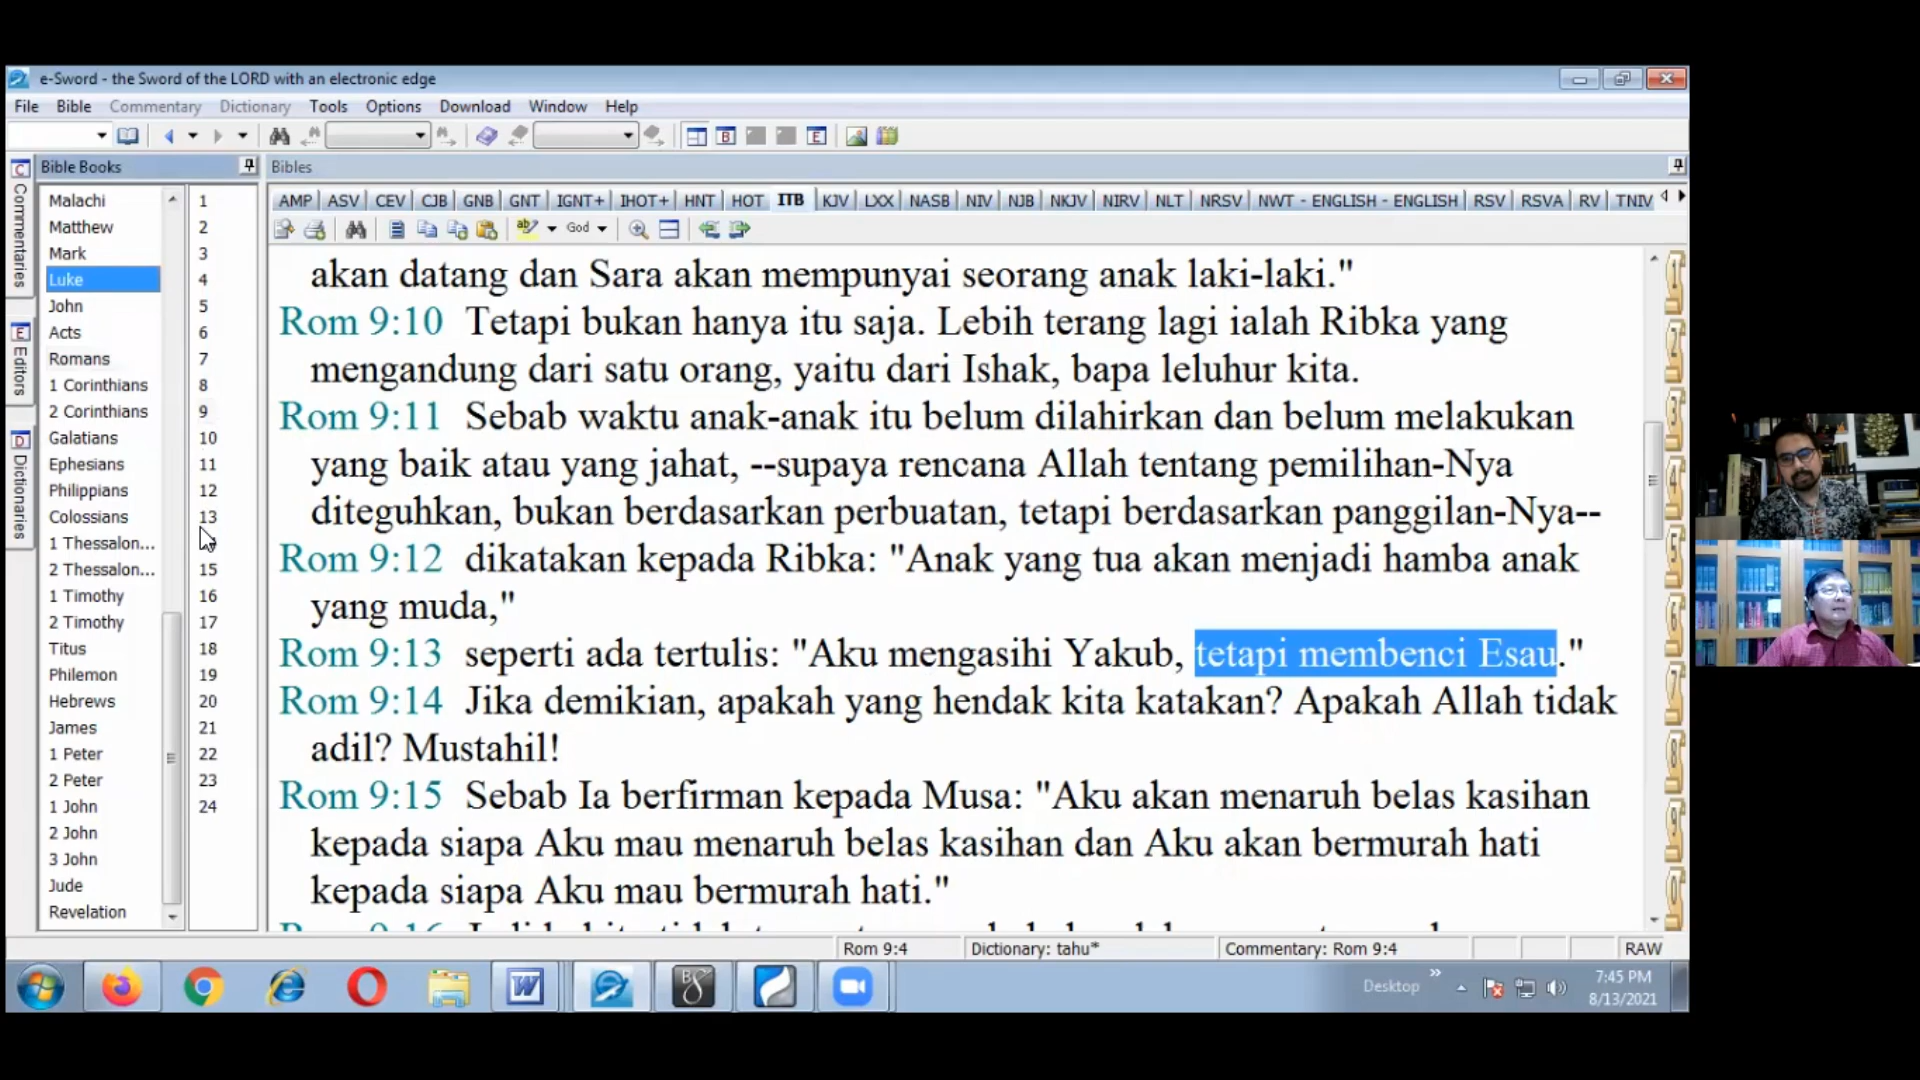 e-Sword - the Sword of the LORD with an electronic edge
File Bible Commentary Dictionary Tools Options Download Window Help
Bible Books
Bibles
AMP ASV CEV CJB GNB GNT IGNT+ IHOT+ HNT HOT ITB KJV LXX NASB NIV NJB NKJV NIRV NLT NRSV NWT - ENGLISH - ENGLISH RSV RSVA RV TNIV
God
Commentaries
Editors
Dictionaries
Malachi
Matthew
Mark
Luke
John
Acts
Romans
1 Corinthians
2 Corinthians
Galatians
Ephesians
Philippians
Colossians
1 Thessalon...
2 Thessalon...
1 Timothy
2 Timothy
Titus
Philemon
Hebrews
James
1 Peter
2 Peter
1 John
2 John
3 John
Jude
Revelation
1
2
3
4
5
6
7
8
9
10
11
12
13
15
16
17
18
19
20
21
22
23
24
akan datang dan Sara akan mempunyai seorang anak laki-laki."
Rom 9:10 Tetapi bukan hanya itu saja. Lebih terang lagi ialah Ribka yang
mengandung dari satu orang, yaitu dari Ishak, bapa leluhur kita.
Rom 9:11 Sebab waktu anak-anak itu belum dilahirkan dan belum melakukan
yang baik atau yang jahat, --supaya rencana Allah tentang pemilihan-Nya
diteguhkan, bukan berdasarkan perbuatan, tetapi berdasarkan panggilan-Nya--
Rom 9:12 dikatakan kepada Ribka: "Anak yang tua akan menjadi hamba anak
yang muda,"
Rom 9:13 seperti ada tertulis: "Aku mengasihi Yakub, tetapi membenci Esau."
Rom 9:14 Jika demikian, apakah yang hendak kita katakan? Apakah Allah tidak
adil? Mustahil!
Rom 9:15 Sebab Ia berfirman kepada Musa: "Aku akan menaruh belas kasihan
kepada siapa Aku mau menaruh belas kasihan dan Aku akan bermurah hati
kepada siapa Aku mau bermurah hati."
Rom 9:4 Dictionary: tahu* Commentary: Rom 9:4 RAW
Desktop
7:45 PM
8/13/2021